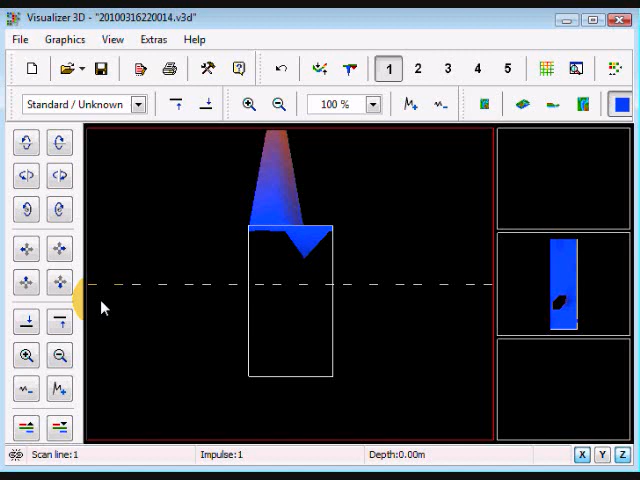 Visualizer 3D - "20100316220014.v3d"
File Graphics View Extras Help
1 2 3 4 5
Standard / Unknown 100 %
Scan line:1 Impulse:1 Depth:0.00m X Y Z